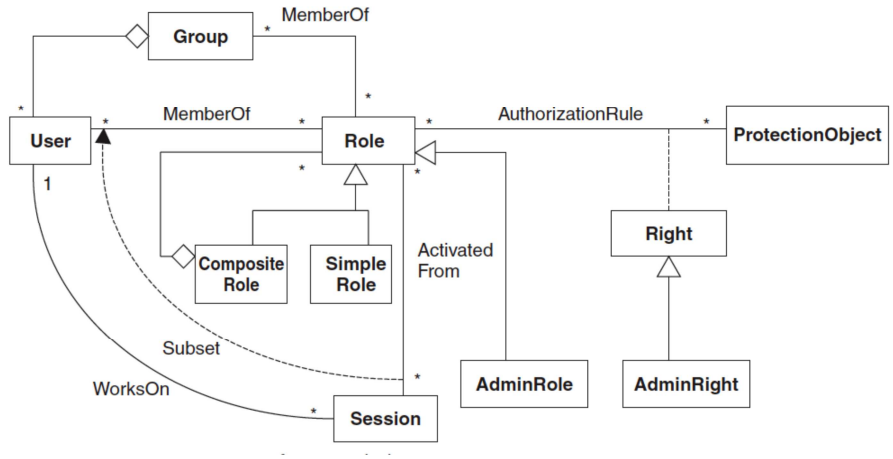 MemberOf
Group
*
*
*
*
MemberOf
*
*
AuthorizationRule
*
User
Role
ProtectionObject
*
*
1
Right
Composite
Role
Simple
Role
Activated
From
Subset
*
WorksOn
AdminRole
AdminRight
*
Session